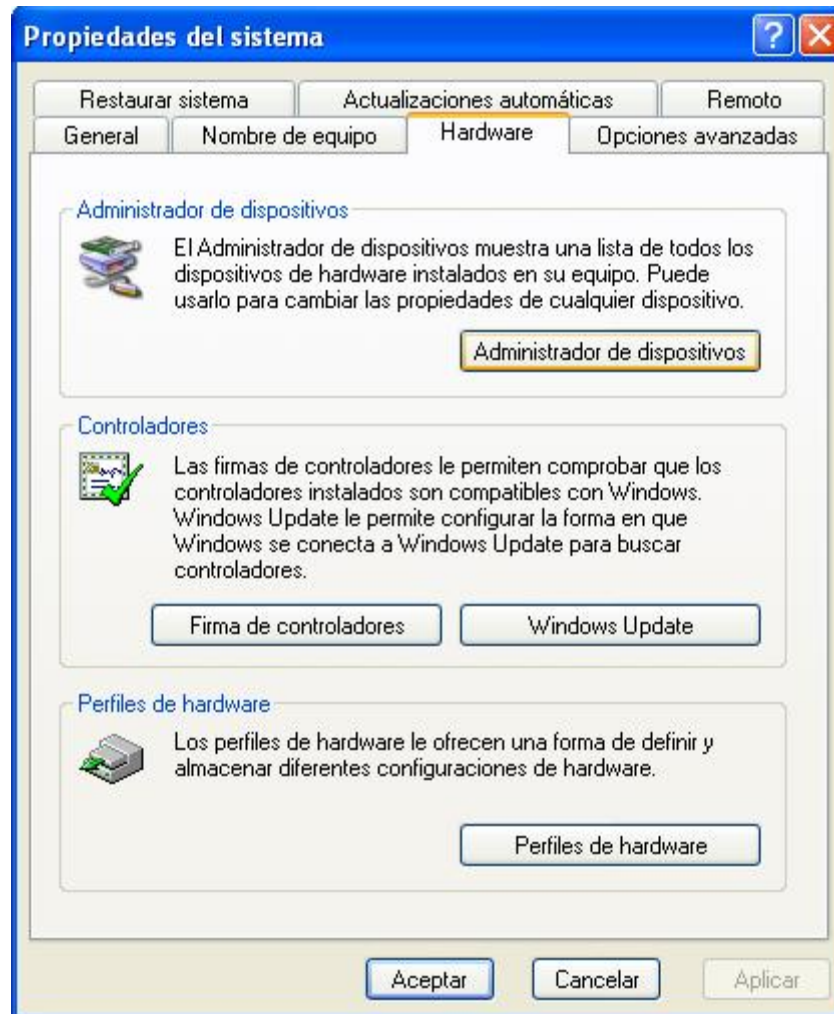 Propiedades del sistema
Restaurar sistema
Actualizaciones automáticas
Remoto
General
Nombre de equipo
Hardware
Opciones avanzadas
Administrador de dispositivos
El Administrador de dispositivos muestra una lista de todos los
dispositivos de hardware instalados en su equipo. Puede
usarlo para cambiar las propiedades de cualquier dispositivo.
Administrador de dispositivos
Controladores
Las firmas de controladores le permiten comprobar que los
controladores instalados son compatibles con Windows.
Windows Update le permite configurar la forma en que
Windows se conecta a Windows Update para buscar
controladores.
Firma de controladores
Windows Update
Perfiles de hardware
Los perfiles de hardware le ofrecen una forma de definir y
almacenar diferentes configuraciones de hardware.
Perfiles de hardware
Aceptar
Cancelar
Aplicar